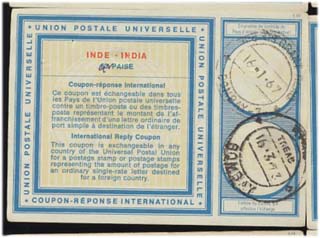 UNION POSTALE UNIVERSELLE
UNION POSTALE UNIVERSELLE
UNION POSTALE UNIVERSELLE
INDE - INDIA
PAISE
Coupon-réponse international
Ce coupon est échangeable dans tous
les Pays de l'Union postale universelle
contre un timbre-poste ou des timbres-
poste représentant le montant de l'af-
franchissement d'une lettre ordinaire de
port simple à destination de l'étranger.
International Reply Coupon
This coupon is exchangeable in any
country of the Universal Postal Union
for a postage stamp or postage stamps
representing the amount of postage for
an ordinary single-rate letter destined
for a foreign country.
COUPON-RÉPONSE INTERNATIONAL
16·1·67